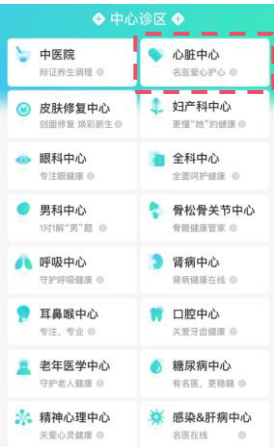 中心诊区
中医院
辩证养生调理
心脏中心
名医爱心护心
皮肤修复中心
创面修复 焕彩新生
妇产科中心
更懂“她”的健康
眼科中心
专注眼健康
全科中心
全面呵护健康
男科中心
1对1解“男”题
骨松骨关节中心
骨骼健康管家
呼吸中心
守护呼吸健康
肾病中心
肾病健康在线
耳鼻喉中心
专注、专业
口腔中心
关爱牙齿健康
老年医学中心
守护老人健康
糖尿病中心
有名医，更稳糖
精神心理中心
关爱心灵健康
感染&肝病中心
名医在线